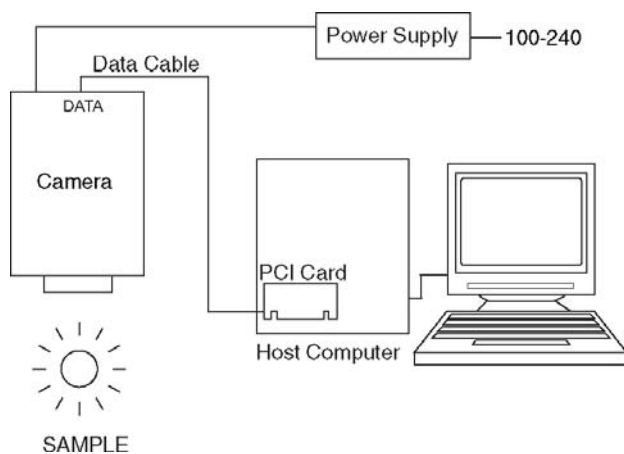 Power Supply
100-240
Data Cable
DATA
Camera
PCI Card
Host Computer
SAMPLE